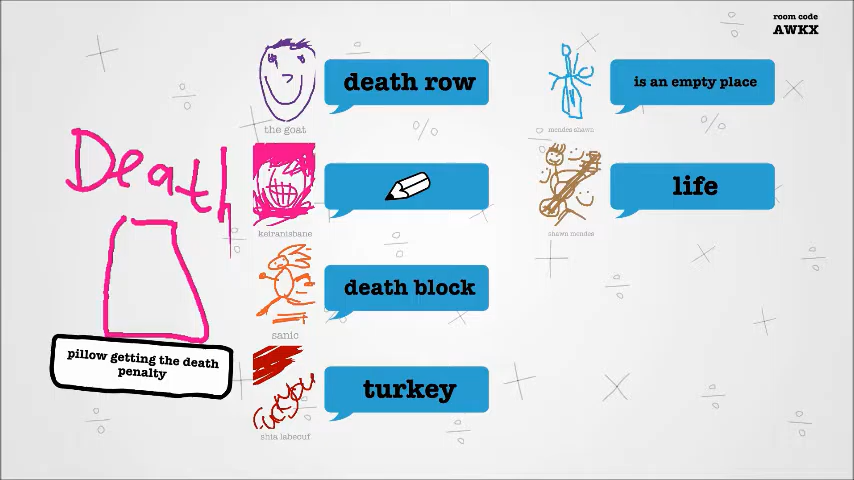 room code
AWKX
Death
pillow getting the death
penalty
death row
the goat
keiranisbane
death block
sanic
turkey
shia labeouf
is an empty place
mendes shawn
life
shawn mendes